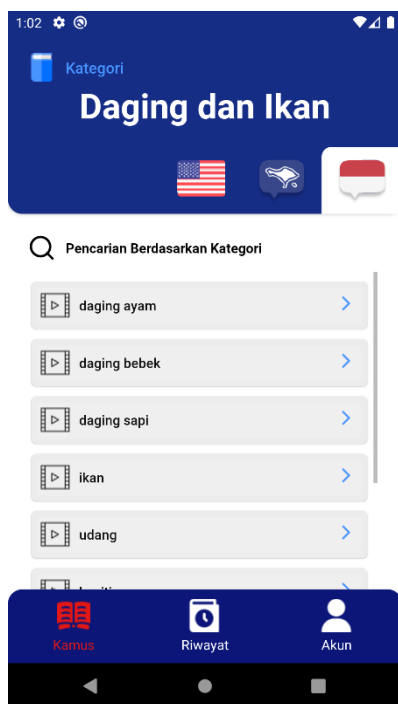 1:02
Kategori
Daging dan Ikan
Pencarian Berdasarkan Kategori
daging ayam
daging bebek
daging sapi
ikan
udang
Kamus
Riwayat
Akun